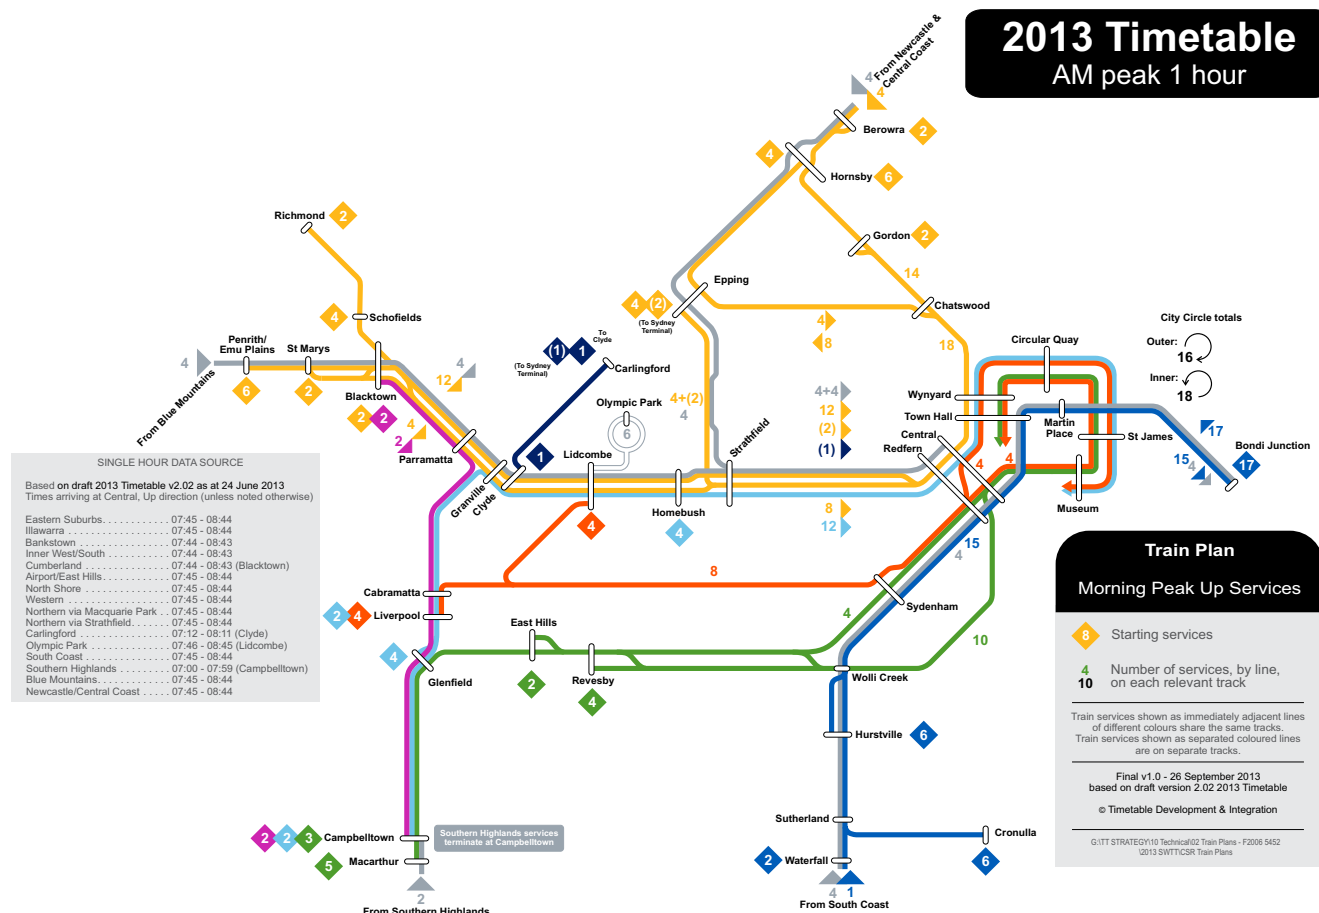 2013 Timetable
AM peak 1 hour
4
From Newcastle &
Central Coast
4
Berowra
2
4
Hornsby
6
Richmond
2
Gordon
2
14
Epping
4
(2)
(To Sydney
Terminal)
Chatswood
4
8
18
Schofields
4
Penrith/
Emu Plains
St Marys
4
From Blue Mountains
6
2
4
12
Blacktown
2
2
4
2
Parramatta
(1)
1
To
Clyde
(To Sydney
Terminal)
Carlingford
Olympic Park
6
4+(2)
4
Strathfield
4+4
12
(2)
(1)
Lidcombe
1
Granville
Clyde
4
Homebush
4
8
12
City Circle totals
Outer:
16
Inner:
18
Circular Quay
Wynyard
Town Hall
Central
Redfern
Martin
Place
St James
Museum
4
4
17
15
4
Bondi Junction
17
15
4
SINGLE HOUR DATA SOURCE
Based on draft 2013 Timetable v2.02 as at 24 June 2013
Times arriving at Central, Up direction (unless noted otherwise)
Eastern Suburbs. . . . . . . . . . . . 07:45 - 08:44
Illawarra . . . . . . . . . . . . . . . . . 07:45 - 08:44
Bankstown . . . . . . . . . . . . . . . 07:44 - 08:43
Inner West/South . . . . . . . . . . 07:44 - 08:43
Cumberland . . . . . . . . . . . . . . 07:44 - 08:43 (Blacktown)
Airport/East Hills. . . . . . . . . . . . 07:45 - 08:44
North Shore . . . . . . . . . . . . . . 07:45 - 08:44
Western . . . . . . . . . . . . . . . . . 07:45 - 08:44
Northern via Macquarie Park . . 07:45 - 08:44
Northern via Strathfield. . . . . . . 07:45 - 08:44
Carlingford . . . . . . . . . . . . . . . 07:12 - 08:11 (Clyde)
Olympic Park . . . . . . . . . . . . . 07:46 - 08:45 (Lidcombe)
South Coast . . . . . . . . . . . . . . 07:45 - 08:44
Southern Highlands . . . . . . . . . 07:00 - 07:59 (Campbelltown)
Blue Mountains. . . . . . . . . . . . . 07:45 - 08:44
Newcastle/Central Coast . . . . . 07:45 - 08:44
8
Cabramatta
Liverpool
2
4
Sydenham
4
10
East Hills
2
Revesby
4
4
Glenfield
Wolli Creek
Hurstville
6
Sutherland
Cronulla
6
2
Waterfall
4
1
From South Coast
2
2
3
Campbelltown
Southern Highlands services
terminate at Campbelltown
5
Macarthur
2
From Southern Highlands
Train Plan
Morning Peak Up Services
8
Starting services
4
10
Number of services, by line,
on each relevant track
Train services shown as immediately adjacent lines
of different colours share the same tracks.
Train services shown as separated coloured lines
are on separate tracks.
Final v1.0 - 26 September 2013
based on draft version 2.02 2013 Timetable
© Timetable Development & Integration
G:\TT STRATEGY\10 Technical\02 Train Plans - F2006 5452
\2013 SWTT\CSR Train Plans